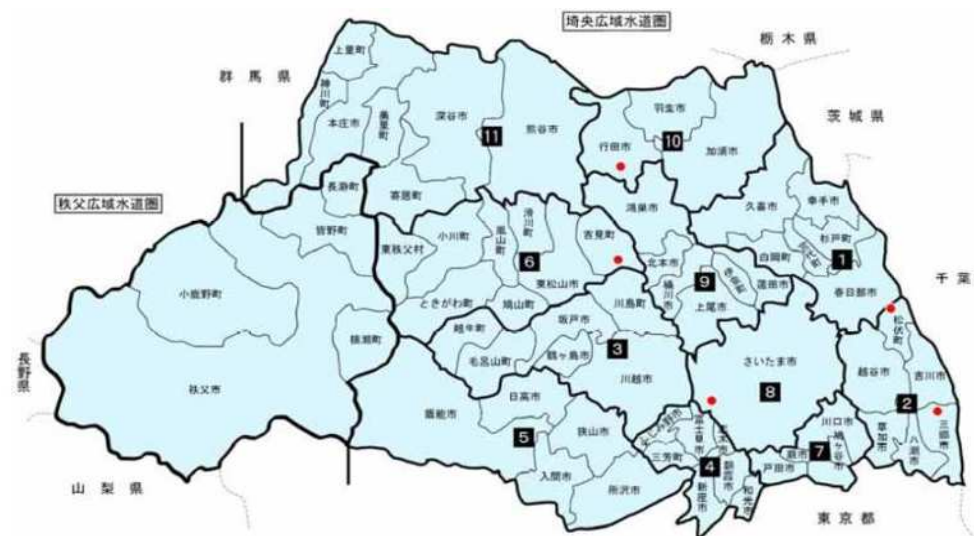 埼央広域水道圏
栃木県
群馬県
茨城県
上里町
神川町
本庄市
美里町
深谷市
熊谷市
11
羽生市
行田市
10
加須市
秩父広域水道圏
長瀞町
寄居町
皆野町
鴻巣市
久喜市
幸手市
東秩父村
小川町
嵐山町
滑川町
吉見町
6
東松山市
北本市
白岡町
宮代町
杉戸町
1
千葉
小鹿野町
ときがわ町
鳩山町
川島町
桶川市
9
伊奈町
蓮田市
上尾市
春日部市
松伏町
越生町
坂戸市
横瀬町
毛呂山町
鶴ヶ島市
3
川越市
さいたま市
8
越谷市
吉川市
長野県
秩父市
日高市
飯能市
5
狭山市
入間市
所沢市
ふじみ野市
富士見市
三芳町
志木市
4
新座市
朝霞市
和光市
川口市
鳩ヶ谷市
蕨市
7
戸田市
2
草加市
八潮市
三郷市
山梨県
東京都